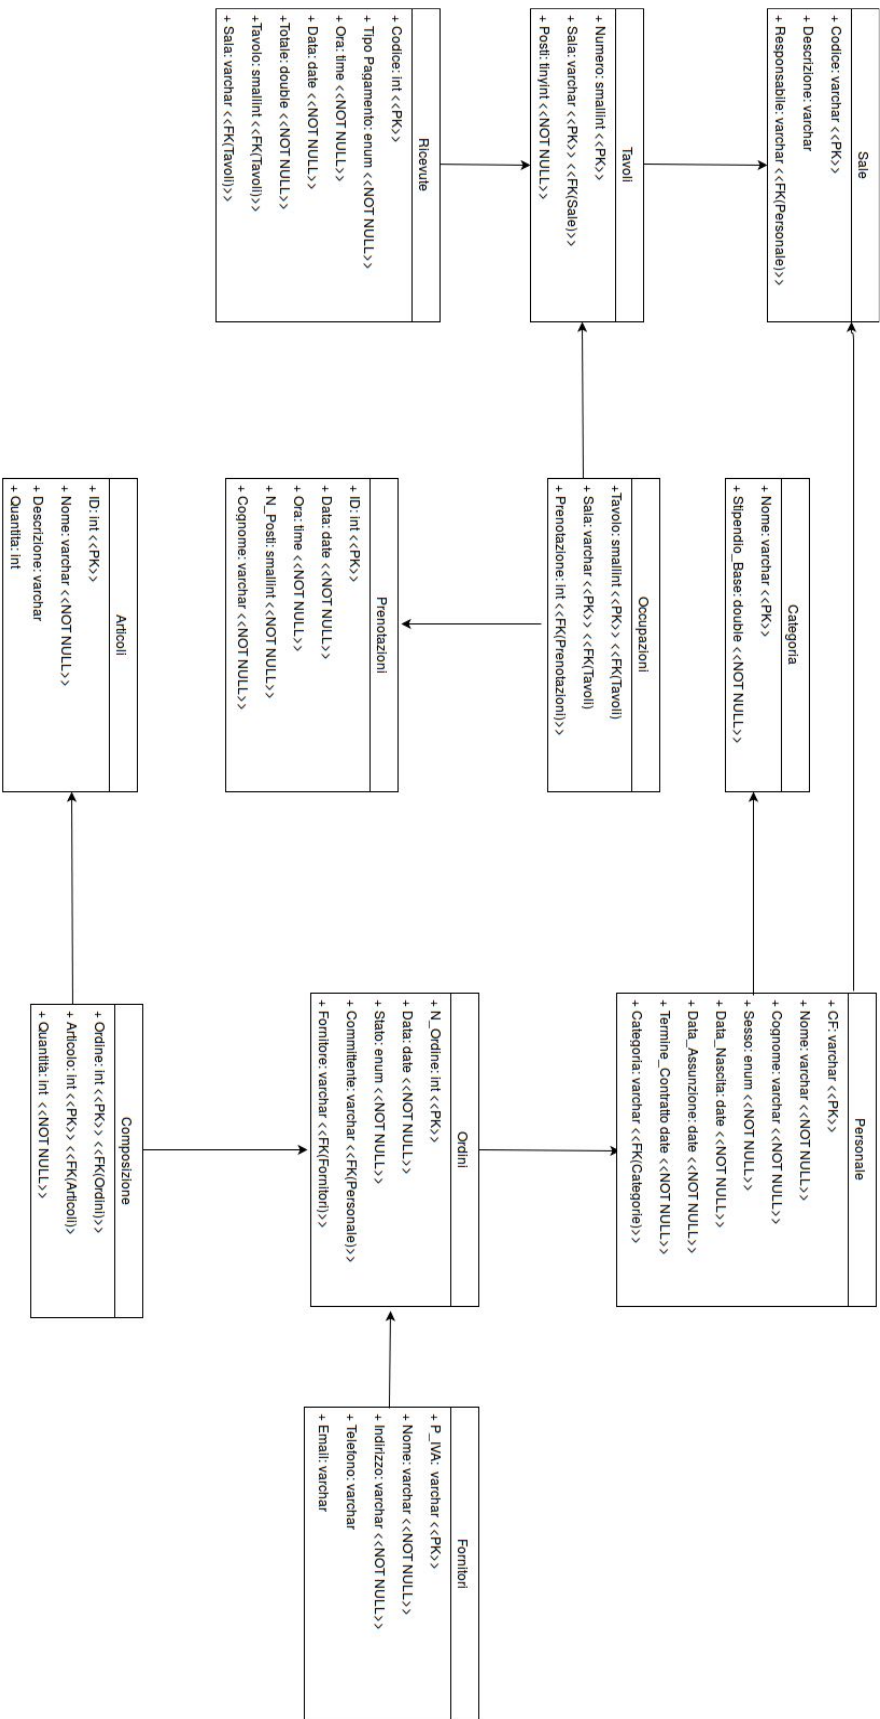 Sale
+ Codice: varchar <<PK>>
+ Descrizione: varchar
+ Responsabile: varchar <<FK(Personale)>>
Personale
+ CF: varchar <<PK>>
+ Nome: varchar <<NOT NULL>>
+ Cognome: varchar <<NOT NULL>>
+ Sesso: enum <<NOT NULL>>
+ Data_Nascita: date <<NOT NULL>>
+ Data_Assunzione: date <<NOT NULL>>
+ Termine_Contratto date <<NOT NULL>>
+ Categoria: varchar <<FK(Categorie)>>
Categoria
+ Nome: varchar <<PK>>
+ Stipendio_Base: double <<NOT NULL>>
Tavoli
+ Numero: smallint <<PK>>
+ Sala: varchar <<PK>> <<FK(Sale)>>
+ Posti: tinyint <<NOT NULL>>
Occupazioni
+Tavolo: smallint <<PK>> <<FK(Tavoli)
+ Sala: varchar <<PK>> <<FK(Tavoli)
+ Prenotazione: int <<FK(Prenotazioni)>>
Ordini
+ N_Ordine: int <<PK>>
+ Data: date <<NOT NULL>>
+ Stato: enum <<NOT NULL>>
+ Committente: varchar <<FK(Personale)>>
+ Fornitore: varchar <<FK(Fornitori)>>
Fornitori
+ P_IVA: varchar <<PK>>
+ Nome: varchar <<NOT NULL>>
+ Indirizzo: varchar <<NOT NULL>>
+ Telefono: varchar
+ Email: varchar
Ricevute
+ Codice: int <<PK>>
+ Tipo Pagamento: enum <<NOT NULL>>
+ Ora: time <<NOT NULL>>
+ Data: date <<NOT NULL>>
+ Totale: double <<NOT NULL>>
+Tavolo: smallint <<FK(Tavoli)>>
+ Sala: varchar <<FK(Tavoli)>>
Prenotazioni
+ ID: int <<PK>>
+ Data: date <<NOT NULL>>
+ Ora: time <<NOT NULL>>
+ N_Posti: smallint <<NOT NULL>>
+ Cognome: varchar <<NOT NULL>>
Articoli
+ ID: int <<PK>>
+ Nome: varchar <<NOT NULL>>
+ Descrizione: varchar
+ Quantita: int
Composizione
+ Ordine: int <<PK>> <<FK(Ordini)>>
+ Articolo: int <<PK>> <<FK(Articoli)>
+ Quantità: int <<NOT NULL>>